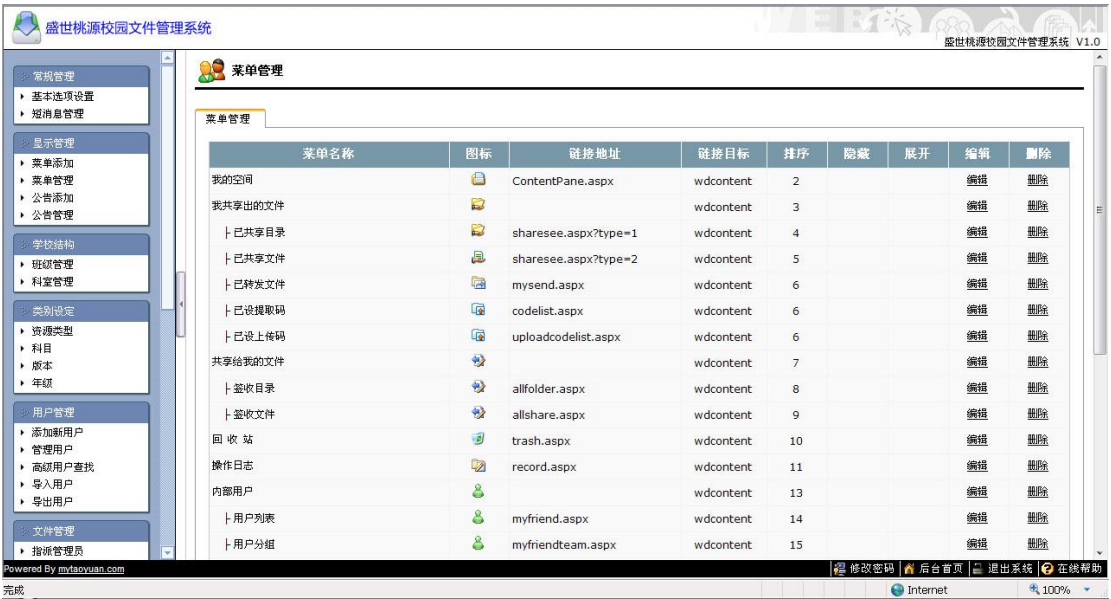 盛世桃源校园文件管理系统
盛世桃源校园文件管理系统 V1.0
常规管理
基本选项设置
短消息管理
显示管理
菜单添加
菜单管理
公告添加
公告管理
学校结构
班级管理
科室管理
类别设定
资源类型
科目
版本
年级
用户管理
添加新用户
管理用户
高级用户查找
导入用户
导出用户
文件管理
指派管理员
菜单管理
菜单管理
菜单名称 图标 链接地址 链接目标 排序 隐藏 展开 编辑 删除
我的空间 ContentPane.aspx wdcontent 2 编辑 删除
我共享出的文件 wdcontent 3 编辑 删除
├ 已共享目录 sharesee.aspx?type=1 wdcontent 4 编辑 删除
├ 已共享文件 sharesee.aspx?type=2 wdcontent 5 编辑 删除
├ 已转发文件 mysend.aspx wdcontent 6 编辑 删除
├ 已设提取码 codelist.aspx wdcontent 6 编辑 删除
├ 已设上传码 uploadcodelist.aspx wdcontent 6 编辑 删除
共享给我的文件 wdcontent 7 编辑 删除
├ 签收目录 allfolder.aspx wdcontent 8 编辑 删除
├ 签收文件 allshare.aspx wdcontent 9 编辑 删除
回 收 站 trash.aspx wdcontent 10 编辑 删除
操作日志 record.aspx wdcontent 11 编辑 删除
内部用户 wdcontent 13 编辑 删除
├ 用户列表 myfriend.aspx wdcontent 14 编辑 删除
├ 用户分组 myfriendteam.aspx wdcontent 15 编辑 删除
Powered By mytaoyuan.com 修改密码 后台首页 退出系统 在线帮助
完成 Internet 100%